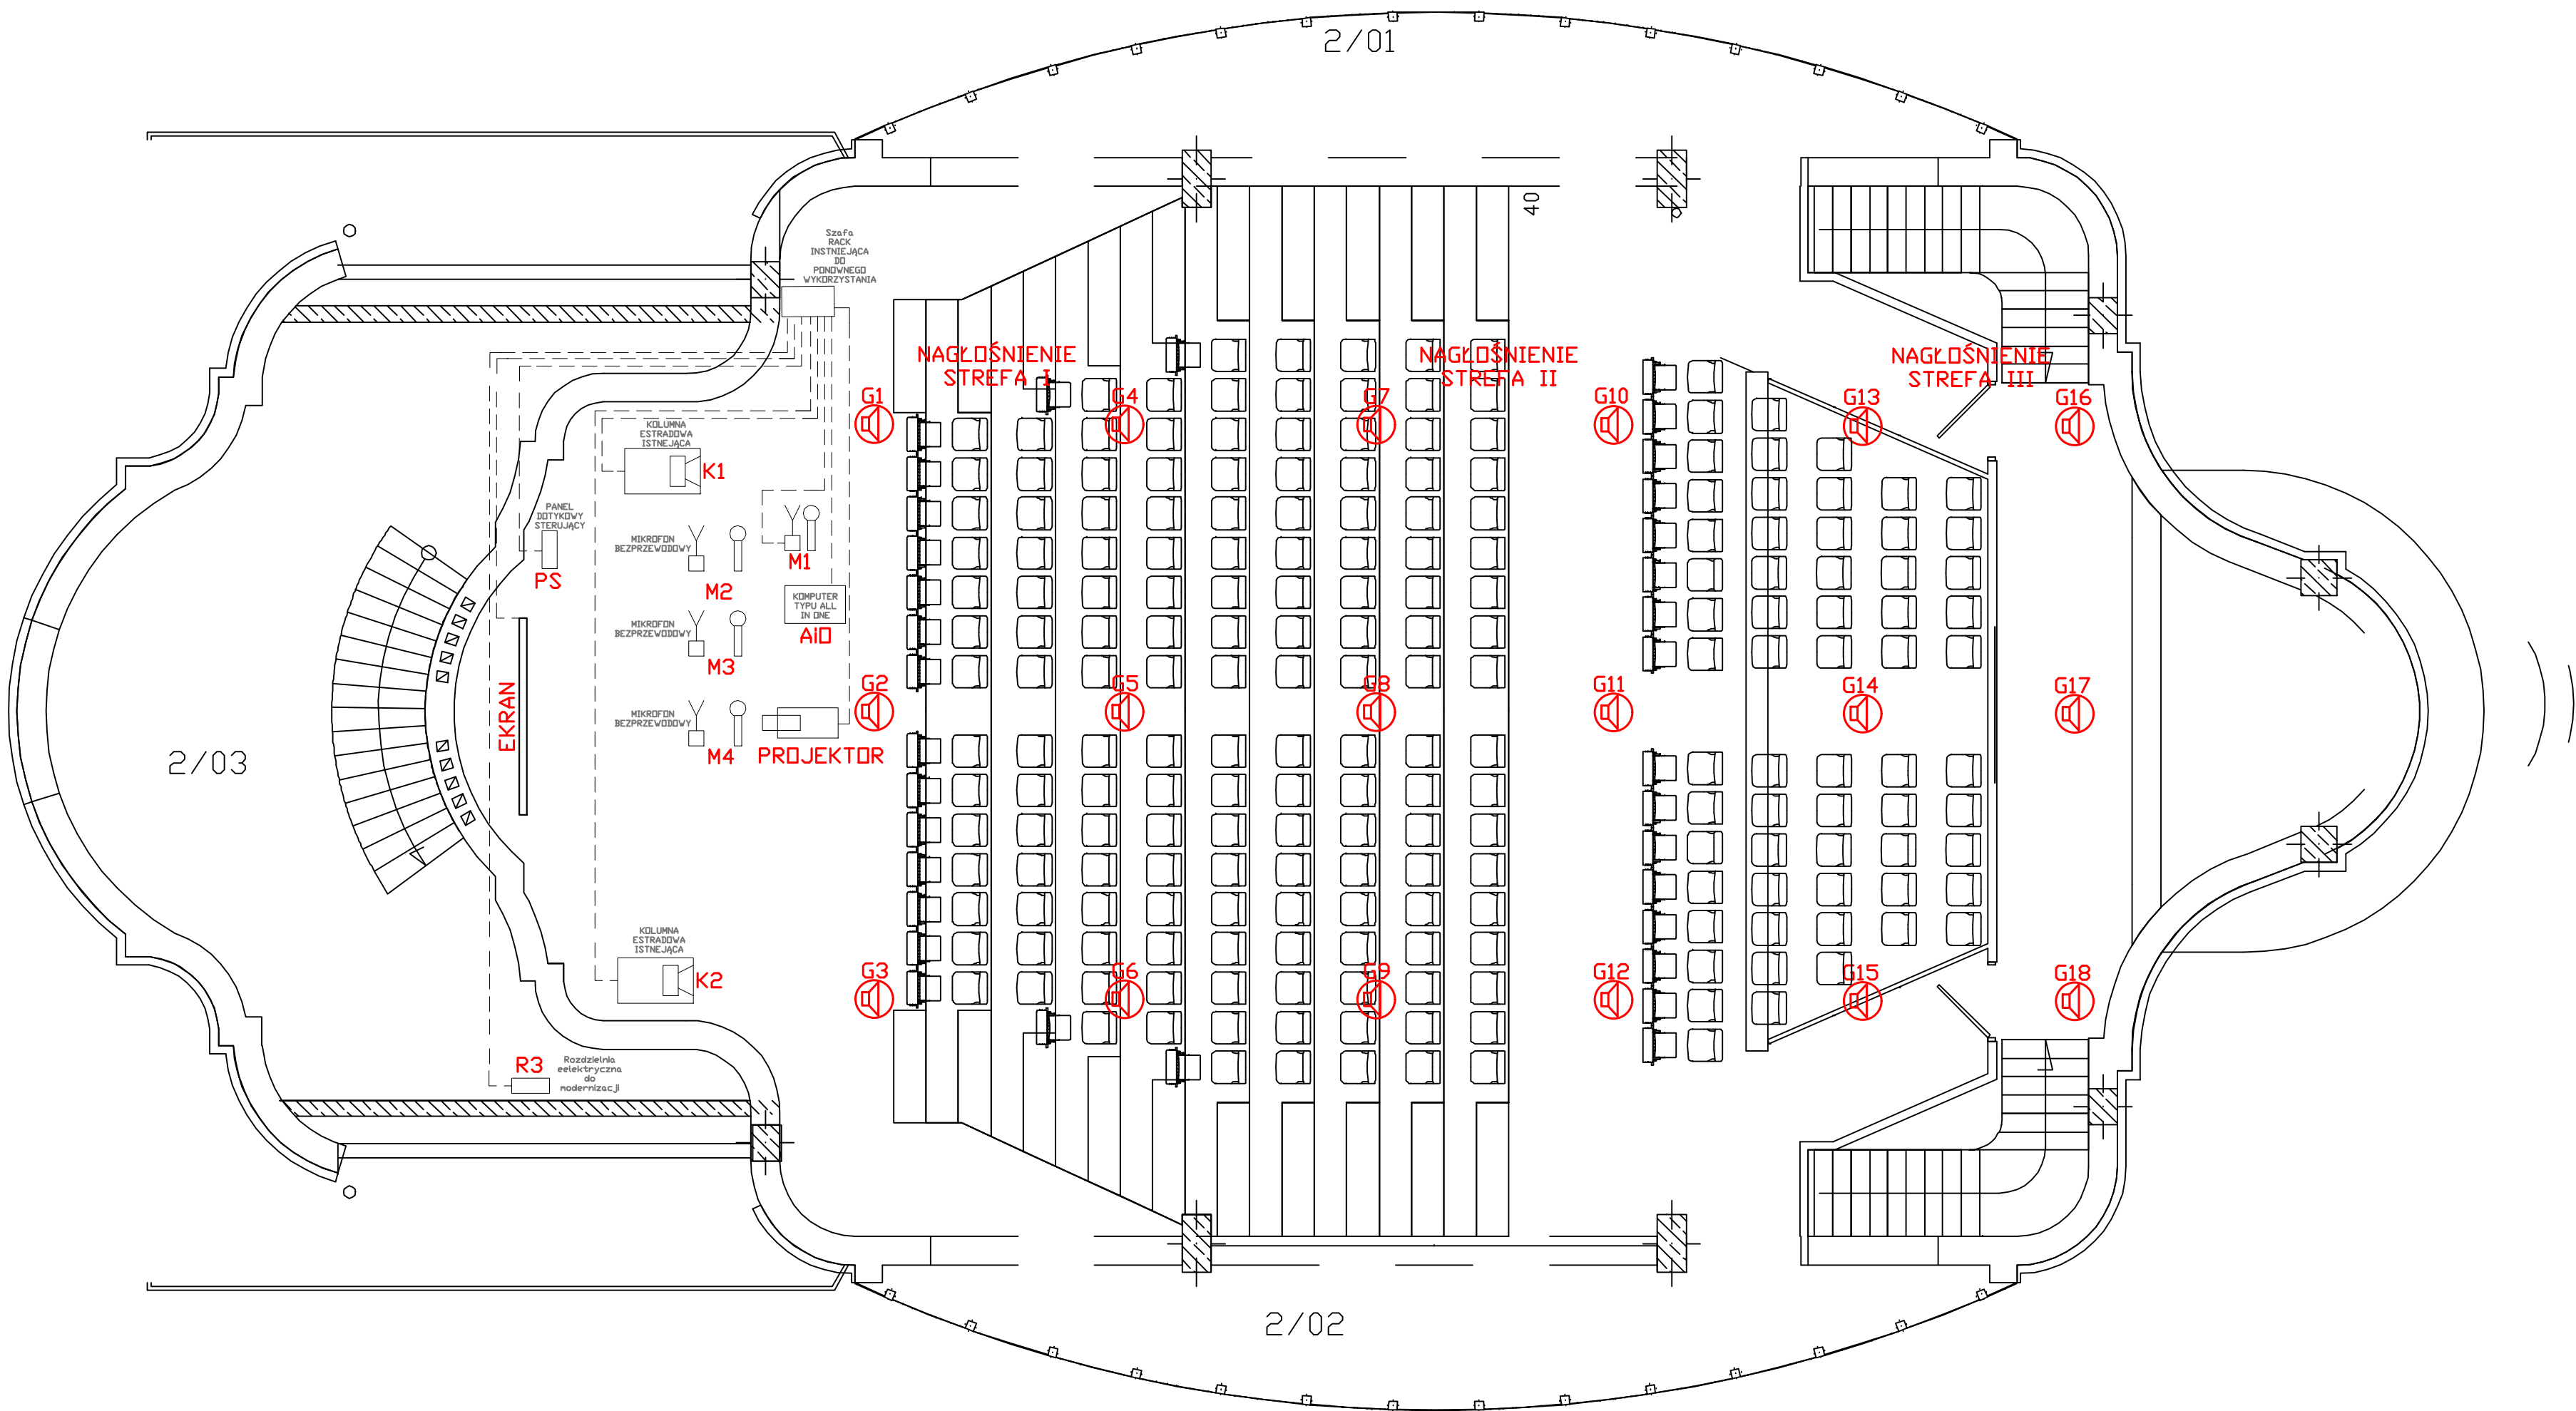 2/01
40
Szafa
RACK
INSTNIEJĄCA
DO
PONOWNEGO
WYKORZYSTANIA
NAGŁOŚNIENIE
STREFA I
NAGŁOŚNIENIE
STREFA II
NAGŁOŚNIENIE
STREFA III
G1
G4
G7
G10
G13
G16
KOLUMNA
ESTRADOWA
ISTNEJĄCA
K1
PANEL
DOTYKOWY
STERUJĄCY
PS
MIKROFON
BEZPRZEWODOWY
M2
M1
KOMPUTER
TYPU ALL
IN ONE
AiO
MIKROFON
BEZPRZEWODOWY
M3
EKRAN
MIKROFON
BEZPRZEWODOWY
M4
PROJEKTOR
G2
G5
G8
G11
G14
G17
2/03
KOLUMNA
ESTRADOWA
ISTNEJĄCA
K2
G3
G6
G9
G12
G15
G18
R3
Rozdzielnia
eelektryczna
do
modernizacji
2/02